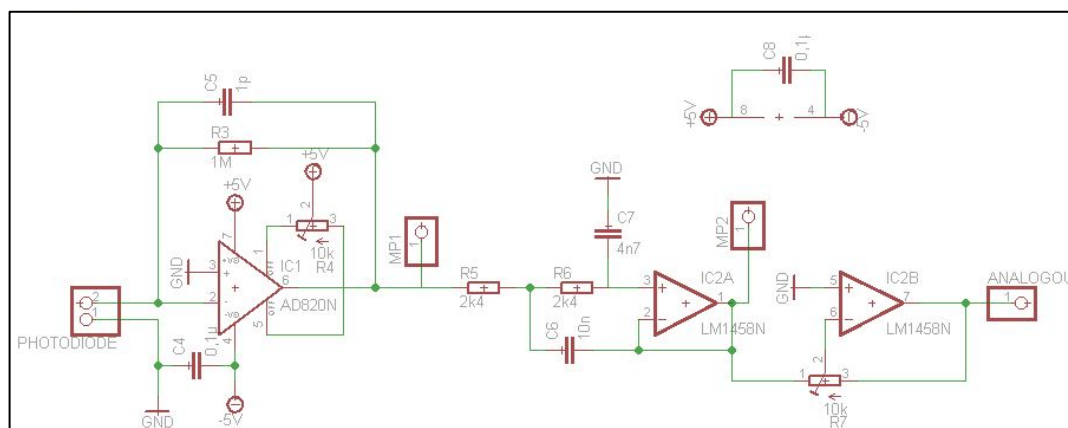 C5
1p
R3
1M
+5V
+5V
2
1
3
10k
R4
7
1
GND
3
+
IC1
6
2
-
AD820N
OFF
OFF
5
4
2
1
PHOTODIODE
C4
0,1u
GND
-5V
MP1
1
R5
2k4
R6
2k4
GND
C7
4n7
C6
10n
3
+
IC2A
1
2
-
LM1458N
MP2
1
C8
0,1µ
+5V
8
+
4
-5V
GND
5
+
IC2B
7
6
-
LM1458N
ANALOGOU
1
2
1
3
10k
R7